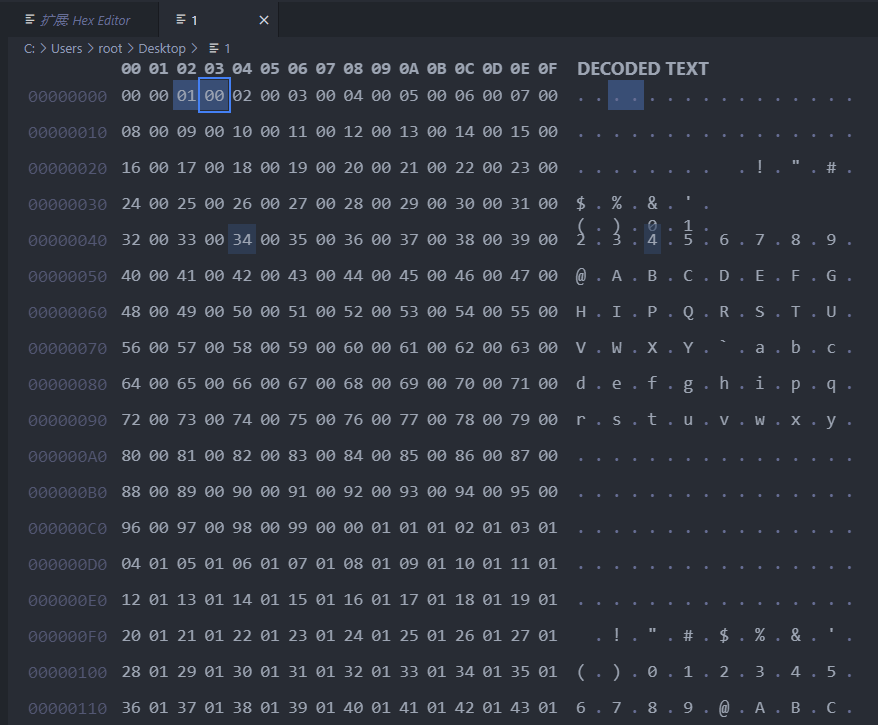 扩展: Hex Editor
1
C: > Users > root > Desktop > 1
00 01 02 03 04 05 06 07 08 09 0A 0B 0C 0D 0E 0F DECODED TEXT
00000000 00 00 01 00 02 00 03 00 04 00 05 00 06 00 07 00 . . . . . . . . . . . . . . . .
00000010 08 00 09 00 10 00 11 00 12 00 13 00 14 00 15 00 . . . . . . . . . . . . . . . .
00000020 16 00 17 00 18 00 19 00 20 00 21 00 22 00 23 00 . . . . . . . .   . ! . " . # .
00000030 24 00 25 00 26 00 27 00 28 00 29 00 30 00 31 00 $ . % . & . ' .
( . ) . 0 . 1 .
00000040 32 00 33 00 34 00 35 00 36 00 37 00 38 00 39 00 2 . 3 . 4 . 5 . 6 . 7 . 8 . 9 .
00000050 40 00 41 00 42 00 43 00 44 00 45 00 46 00 47 00 @ . A . B . C . D . E . F . G .
00000060 48 00 49 00 50 00 51 00 52 00 53 00 54 00 55 00 H . I . P . Q . R . S . T . U .
00000070 56 00 57 00 58 00 59 00 60 00 61 00 62 00 63 00 V . W . X . Y . ` . a . b . c .
00000080 64 00 65 00 66 00 67 00 68 00 69 00 70 00 71 00 d . e . f . g . h . i . p . q .
00000090 72 00 73 00 74 00 75 00 76 00 77 00 78 00 79 00 r . s . t . u . v . w . x . y .
000000A0 80 00 81 00 82 00 83 00 84 00 85 00 86 00 87 00 . . . . . . . . . . . . . . . .
000000B0 88 00 89 00 90 00 91 00 92 00 93 00 94 00 95 00 . . . . . . . . . . . . . . . .
000000C0 96 00 97 00 98 00 99 00 00 01 01 01 02 01 03 01 . . . . . . . . . . . . . . . .
000000D0 04 01 05 01 06 01 07 01 08 01 09 01 10 01 11 01 . . . . . . . . . . . . . . . .
000000E0 12 01 13 01 14 01 15 01 16 01 17 01 18 01 19 01 . . . . . . . . . . . . . . . .
000000F0 20 01 21 01 22 01 23 01 24 01 25 01 26 01 27 01   . ! . " . # . $ . % . & . ' .
00000100 28 01 29 01 30 01 31 01 32 01 33 01 34 01 35 01 ( . ) . 0 . 1 . 2 . 3 . 4 . 5 .
00000110 36 01 37 01 38 01 39 01 40 01 41 01 42 01 43 01 6 . 7 . 8 . 9 . @ . A . B . C .